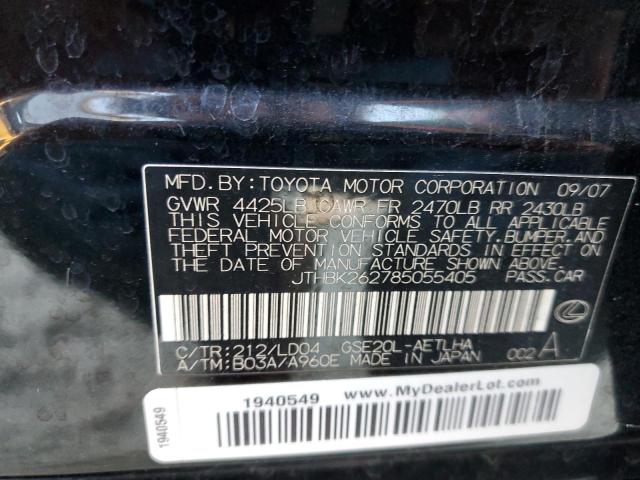 MFD. BY: TOYOTA MOTOR CORPORATION 09/07
GVWR 4425LB GAWR FR 2470LB RR 2430LB
THIS VEHICLE CONFORMS TO ALL APPLICABLE
FEDERAL MOTOR VEHICLE SAFETY, BUMPER, AND
THEFT PREVENTION STANDARDS IN EFFECT ON
THE DATE OF MANUFACTURE SHOWN ABOVE.
JTHBK262785055405 PASS. CAR
C/TR: 212/LD04 GSE20L-AETLHA
A/TM: B03A/A960E MADE IN JAPAN 0C2 A
1940549
1940549 www.MyDealerLot.com